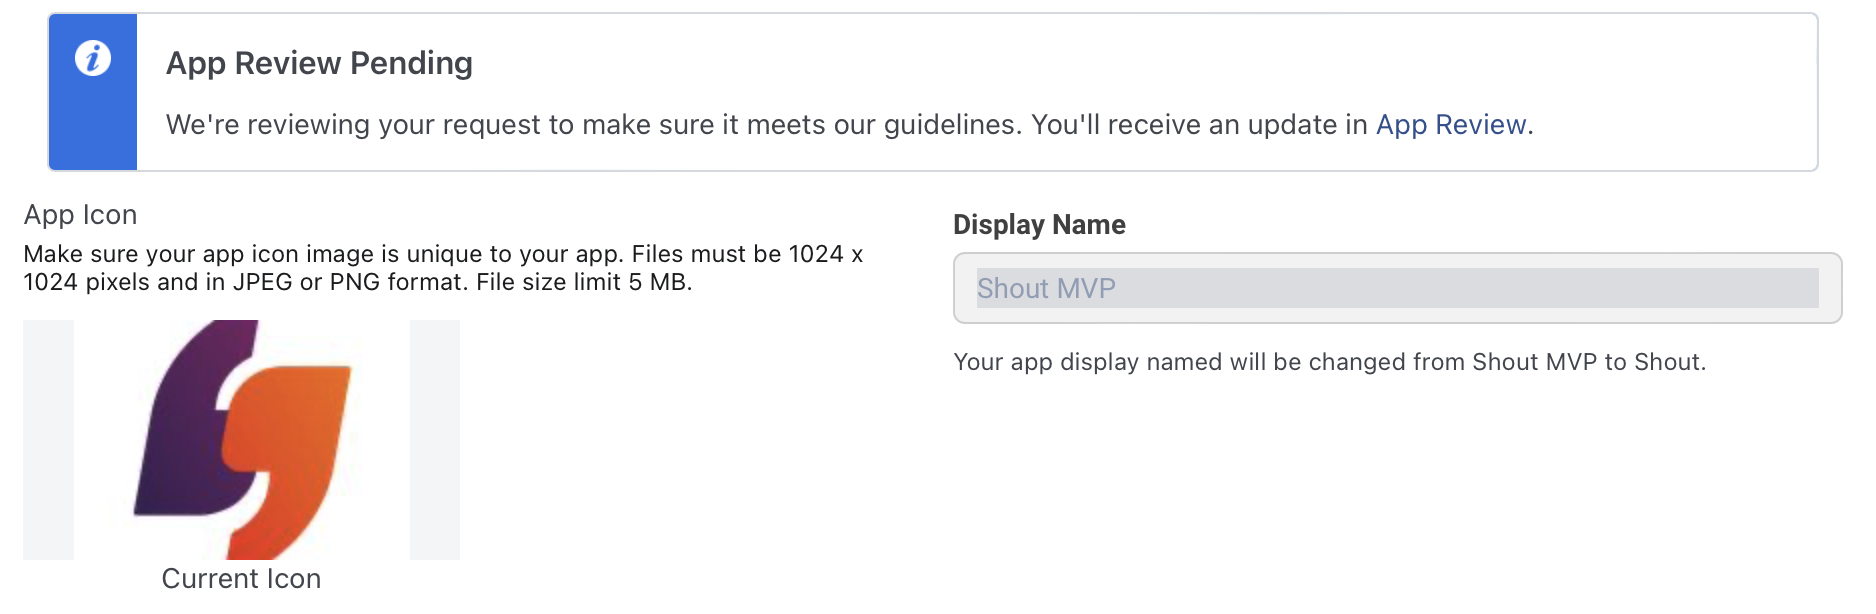 App Review Pending
We're reviewing your request to make sure it meets our guidelines. You'll receive an update in App Review.
App Icon
Make sure your app icon image is unique to your app. Files must be 1024 x
1024 pixels and in JPEG or PNG format. File size limit 5 MB.
Current Icon
Display Name
Shout MVP
Your app display named will be changed from Shout MVP to Shout.